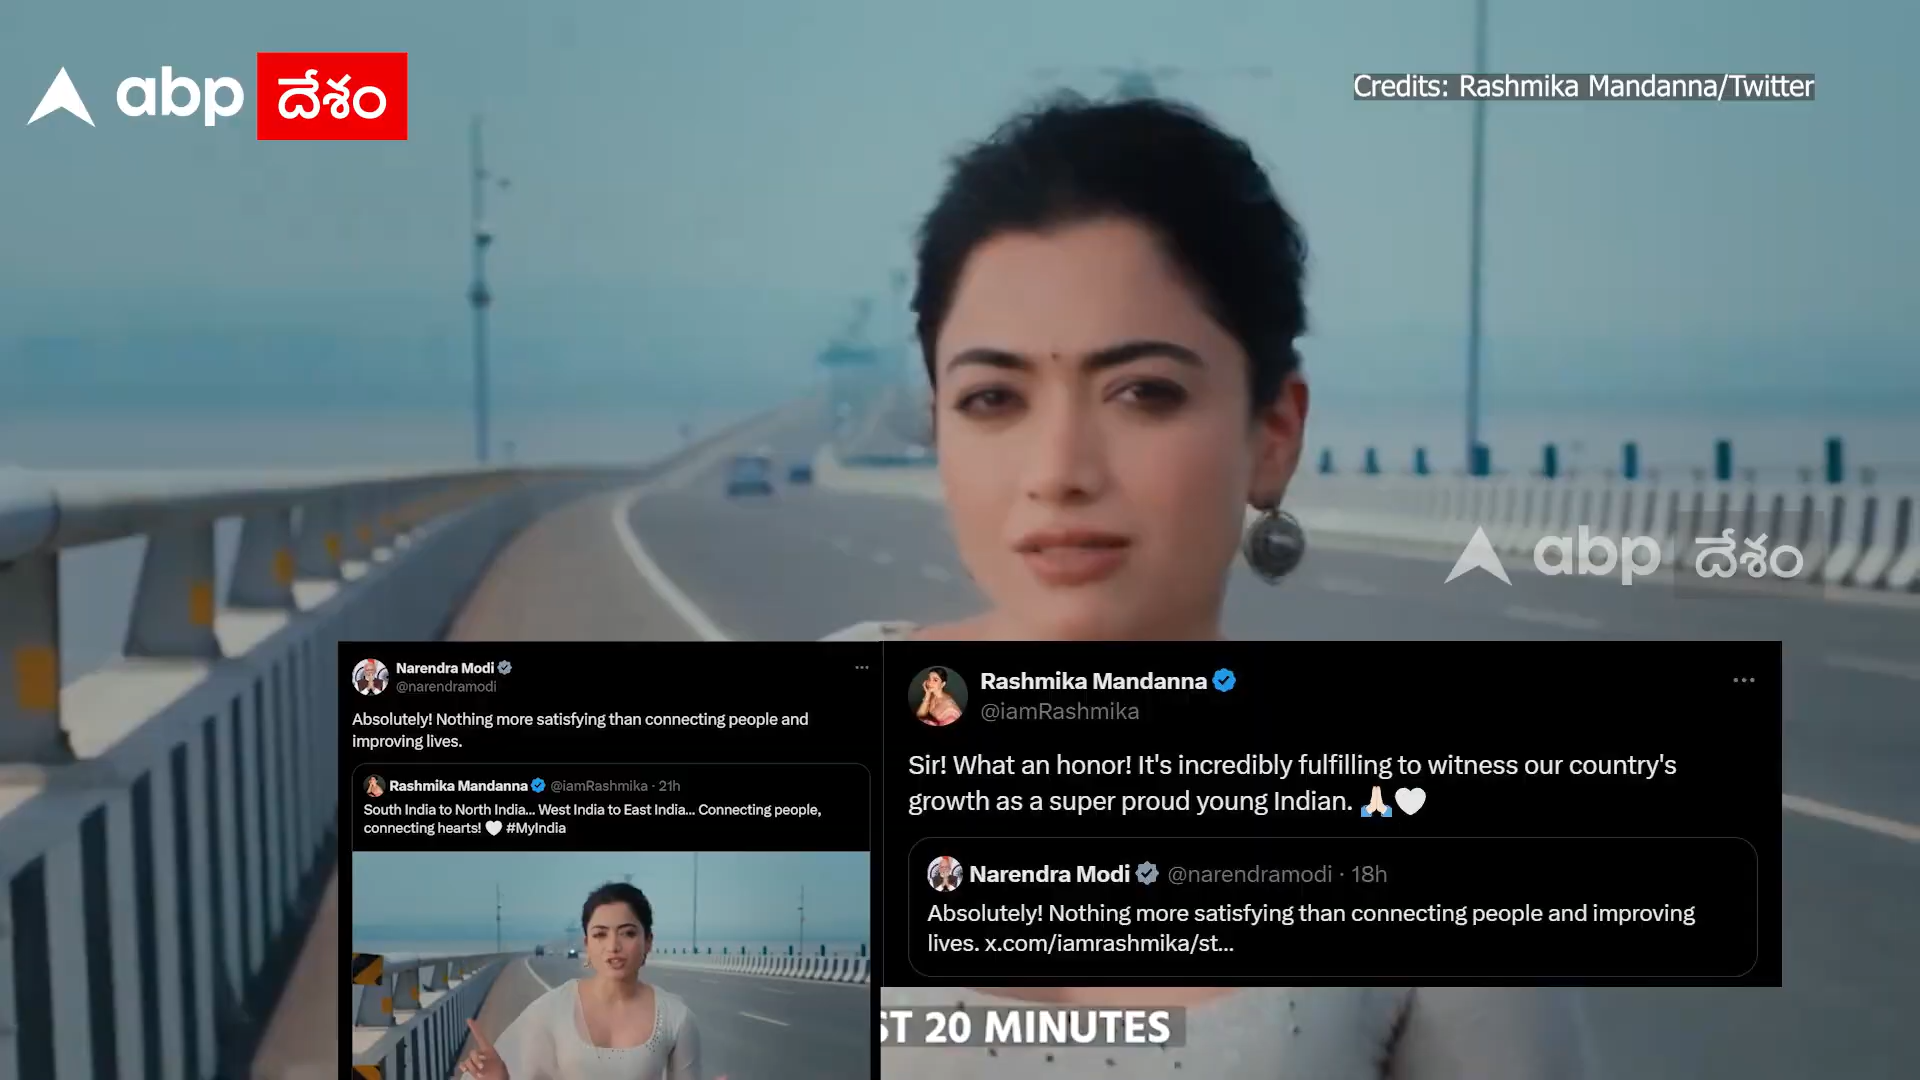 abp దేశం
Credits: Rashmika Mandanna/Twitter
abp దేశం
Narendra Modi
@narendramodi
Absolutely! Nothing more satisfying than connecting people and
improving lives.
Rashmika Mandanna @iamRashmika · 21h
South India to North India... West India to East India... Connecting people,
connecting hearts! 🤍 #MyIndia
Rashmika Mandanna
@iamRashmika
Sir! What an honor! It's incredibly fulfilling to witness our country's
growth as a super proud young Indian. 🙏🏻🤍
Narendra Modi @narendramodi · 18h
Absolutely! Nothing more satisfying than connecting people and improving
lives. x.com/iamrashmika/st...
ST 20 MINUTES